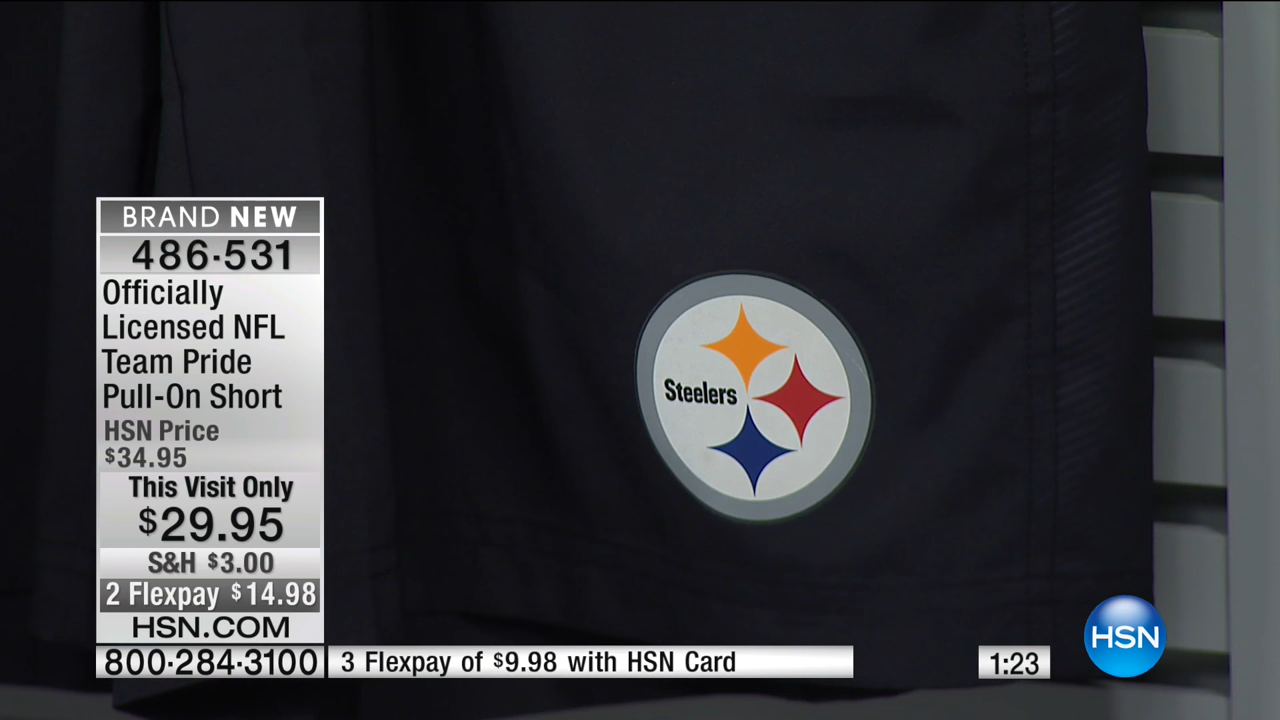 BRAND NEW
486·531
Officially
Licensed NFL
Team Pride
Pull-On Short
HSN Price
$34.95
This Visit Only
$29.95
S&H $3.00
2 Flexpay $14.98
HSN.COM
800·284·3100
3 Flexpay of $9.98 with HSN Card
1:23
HSN
Steelers